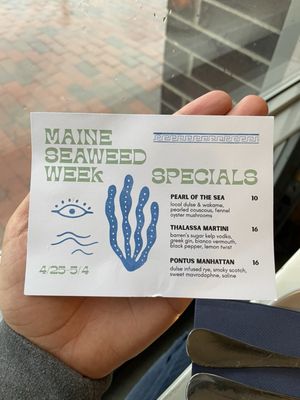 MAINE
SEAWEED
WEEK SPECIALS
PEARL OF THE SEA 10
local dulse & wakame,
pearled couscous, fennel
oyster mushrooms
THALASSA MARTINI 16
barren's sugar kelp vodka,
greek gin, bianco vermouth,
black pepper, lemon twist
PONTUS MANHATTAN 16
dulse infused rye, smoky scotch,
sweet mavrodaphne, saline
4/25-5/4